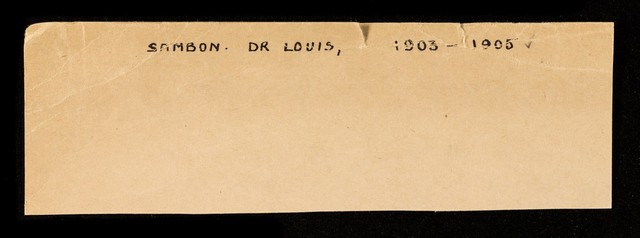 SAMBON. DR LOUIS, 1903 - 1905 ✓